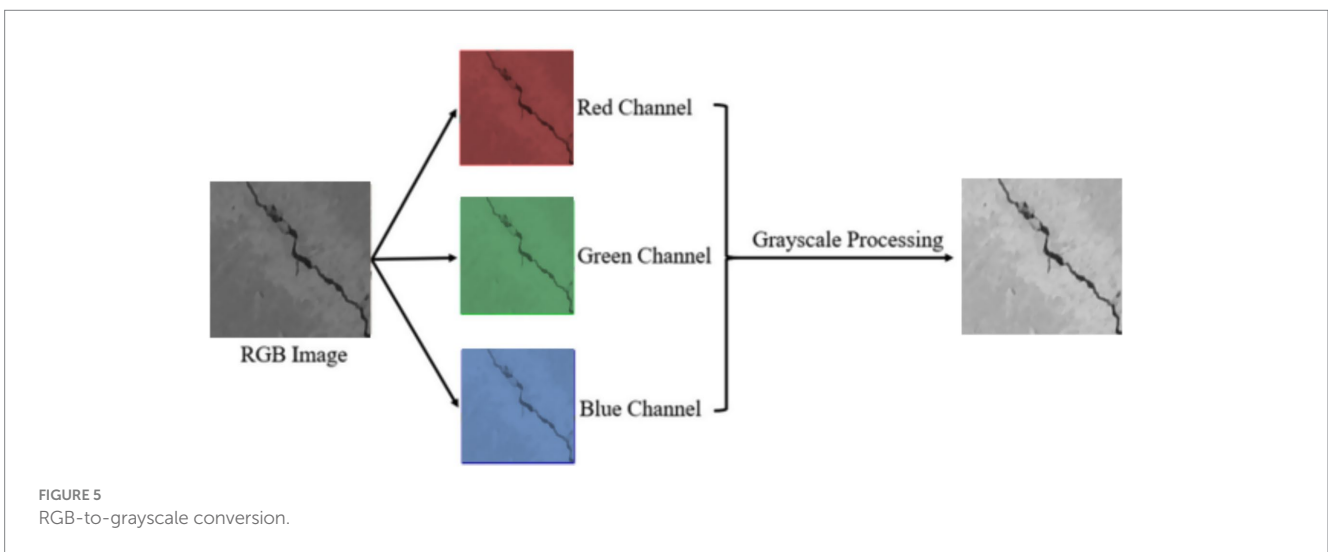 Red Channel
Green Channel
Grayscale Processing
RGB Image
Blue Channel
FIGURE 5
RGB-to-grayscale conversion.